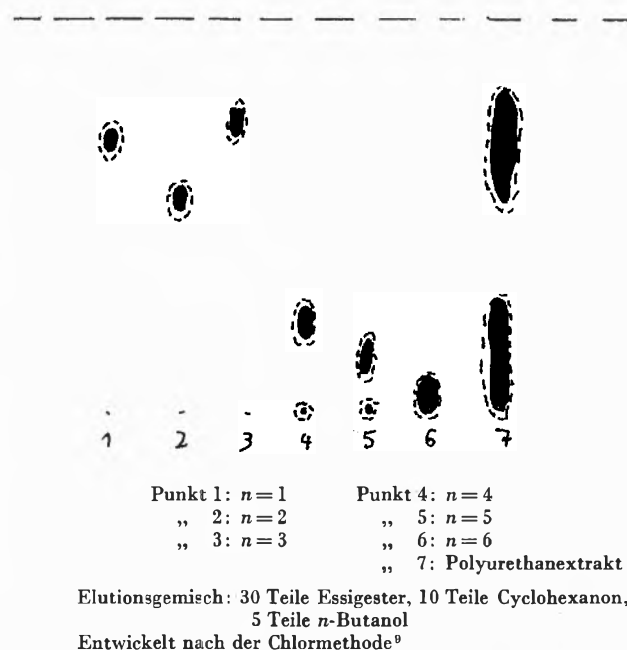 1 2 3 4 5 6 7
Punkt 1: n=1
„ 2: n=2
„ 3: n=3
Punkt 4: n=4
„ 5: n=5
„ 6: n=6
„ 7: Polyurethanextrakt
Elutionsgemisch: 30 Teile Essigester, 10 Teile Cyclohexanon,
5 Teile n-Butanol
Entwickelt nach der Chlormethode⁹